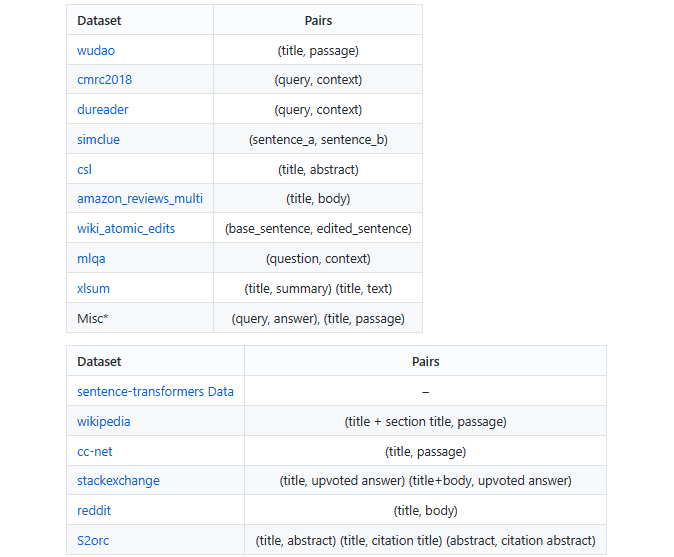 Dataset Pairs
wudao (title, passage)
cmrc2018 (query, context)
dureader (query, context)
simclue (sentence_a, sentence_b)
csl (title, abstract)
amazon_reviews_multi (title, body)
wiki_atomic_edits (base_sentence, edited_sentence)
mlqa (question, context)
xlsum (title, summary) (title, text)
Misc* (query, answer), (title, passage)
Dataset Pairs
sentence-transformers Data –
wikipedia (title + section title, passage)
cc-net (title, passage)
stackexchange (title, upvoted answer) (title+body, upvoted answer)
reddit (title, body)
S2orc (title, abstract) (title, citation title) (abstract, citation abstract)